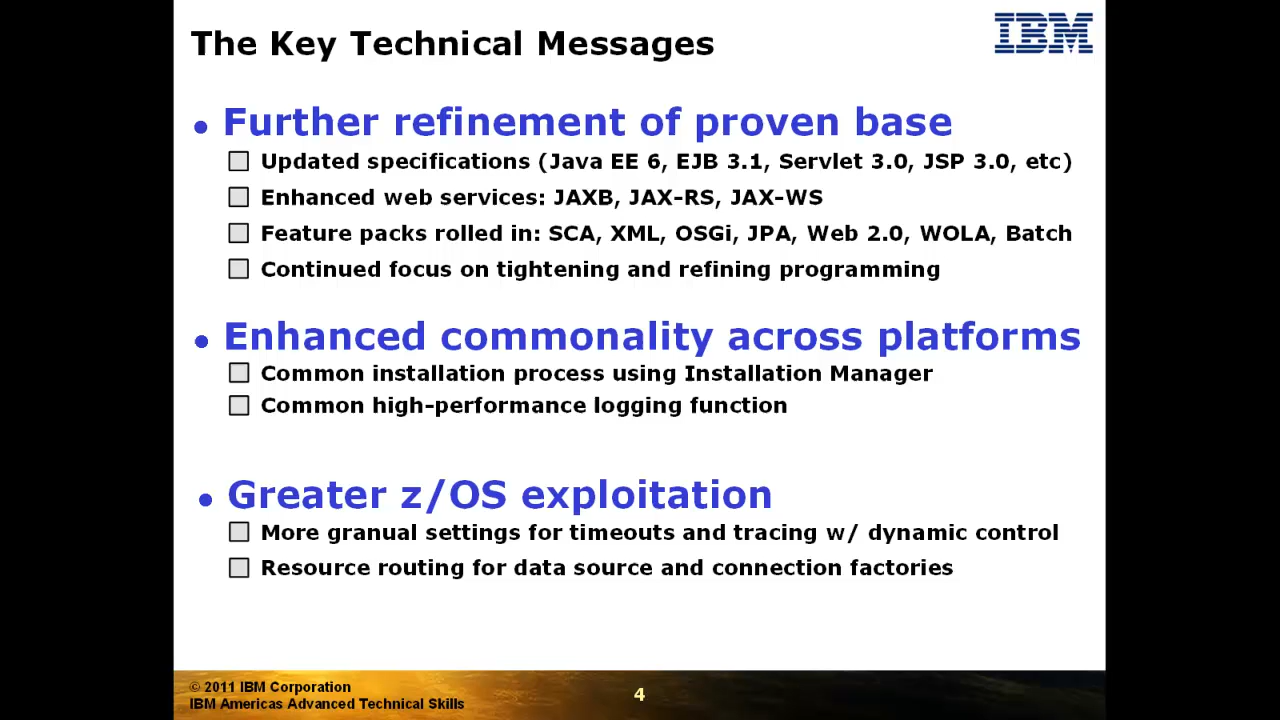 The Key Technical Messages
IBM
• Further refinement of proven base
Updated specifications (Java EE 6, EJB 3.1, Servlet 3.0, JSP 3.0, etc)
Enhanced web services: JAXB, JAX-RS, JAX-WS
Feature packs rolled in: SCA, XML, OSGi, JPA, Web 2.0, WOLA, Batch
Continued focus on tightening and refining programming
• Enhanced commonality across platforms
Common installation process using Installation Manager
Common high-performance logging function
• Greater z/OS exploitation
More granual settings for timeouts and tracing w/ dynamic control
Resource routing for data source and connection factories
© 2011 IBM Corporation
IBM Americas Advanced Technical Skills
4